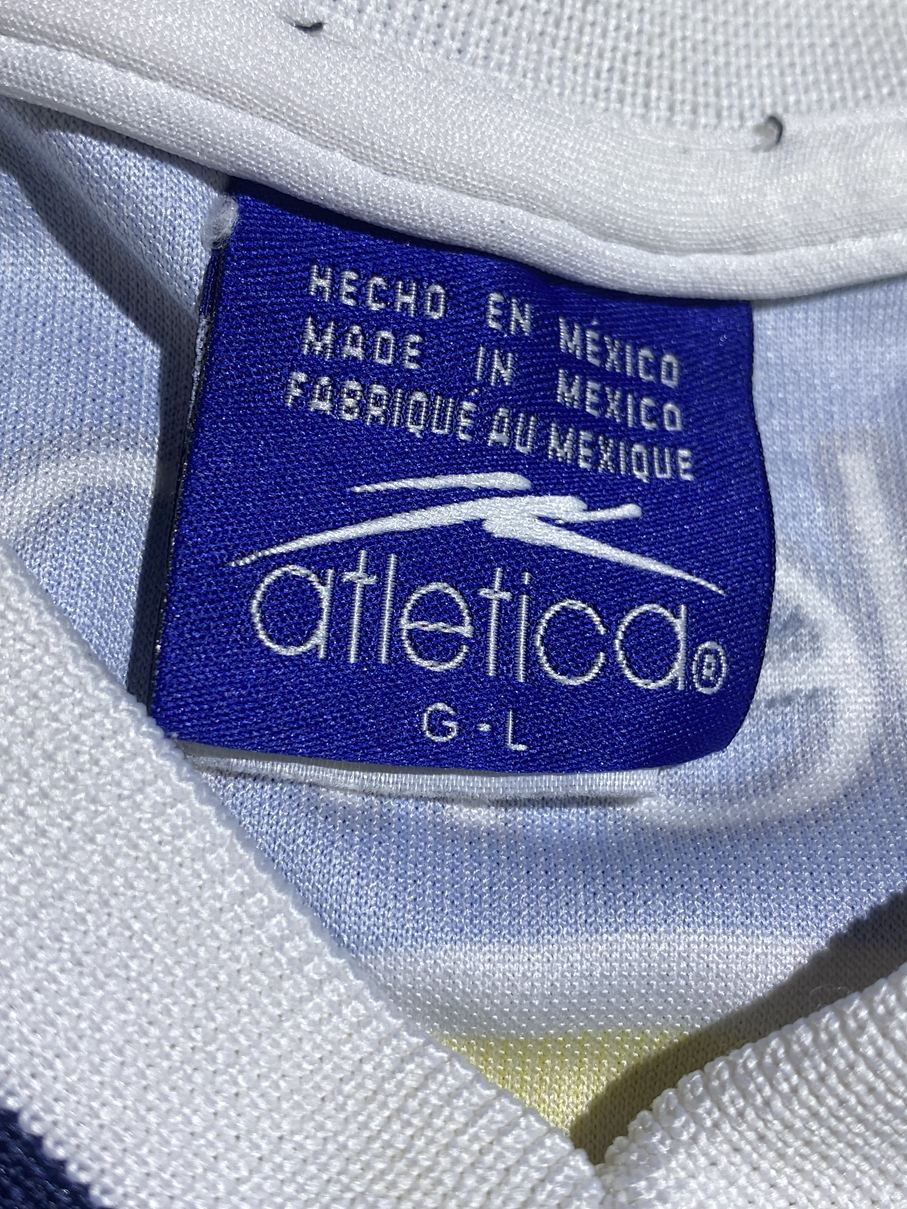 HECHO EN MÉXICO
MADE IN MEXICO
FABRIQUÉ AU MEXIQUE
atletica®
G-L